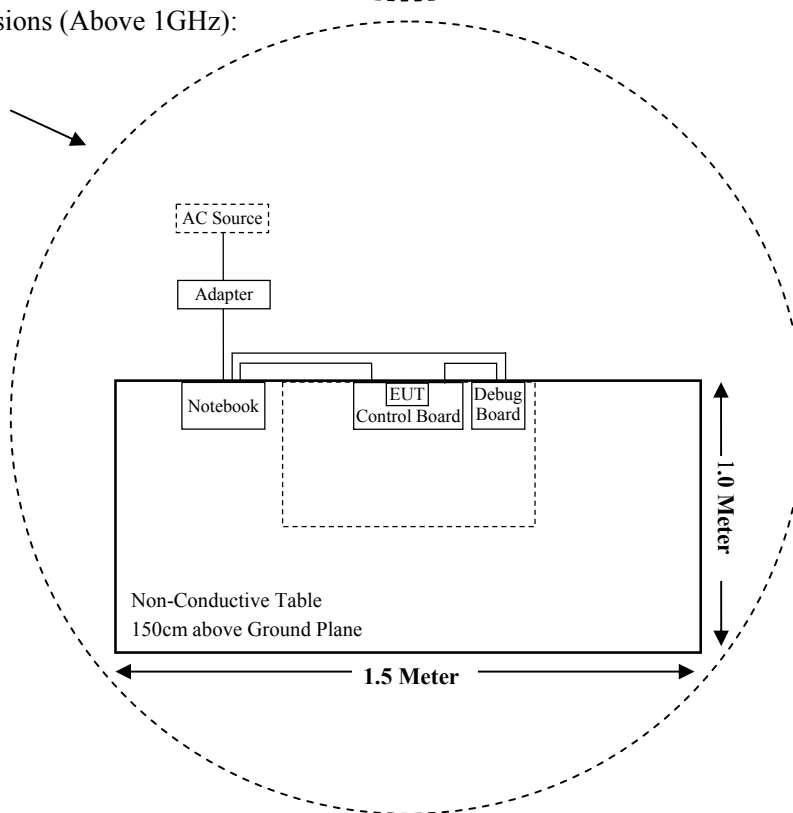 sions (Above 1GHz):
AC Source
Adapter
Notebook
EUT
Control Board
Debug
Board
1.0 Meter
Non-Conductive Table
150cm above Ground Plane
1.5 Meter